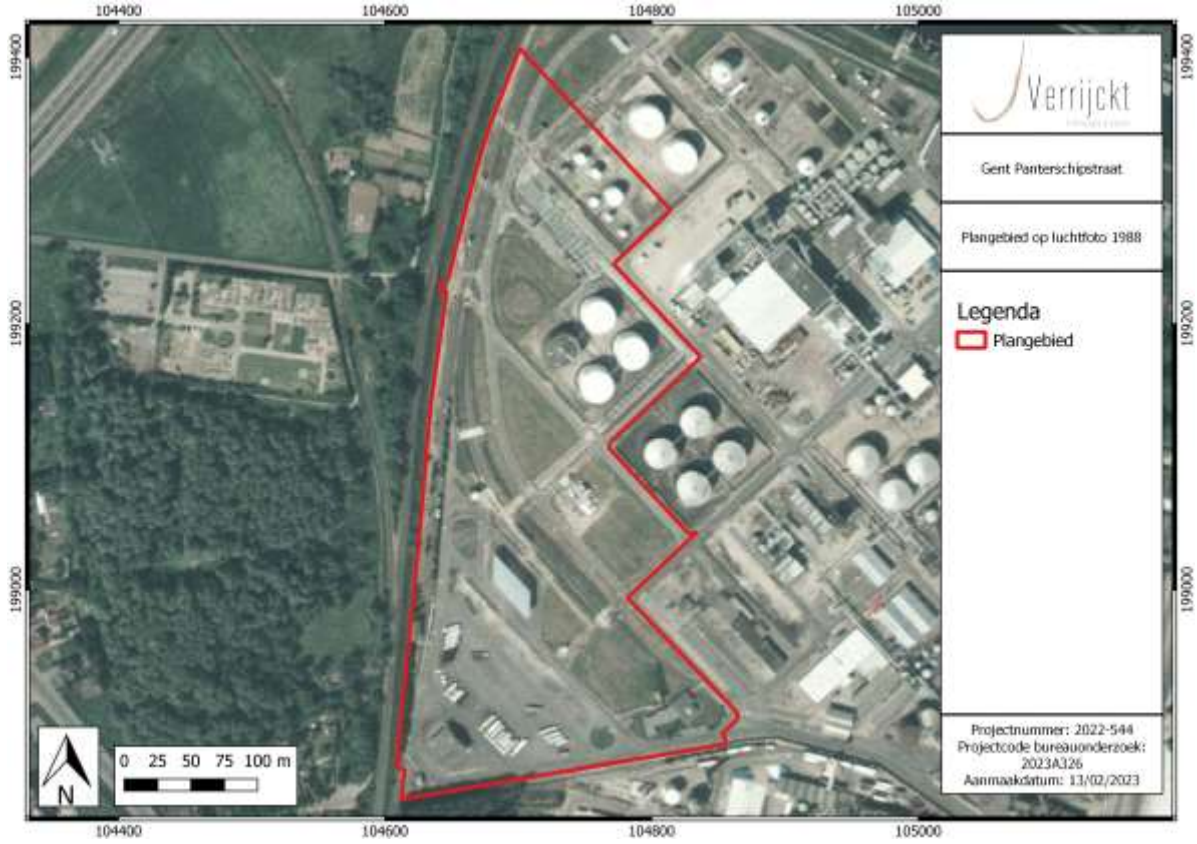 104400 104600 104800 105000
199400 199400
Verrijckt
Gent Panterschipstraat
Plangebied op luchtfoto 1988
Legenda
Plangebied
199200 199200
199000 199000
Projectnummer: 2022-544
Projectcode bureauonderzoek:
2023A326
Aanmaakdatum: 13/02/2023
N
0 25 50 75 100 m
104400 104600 104800 105000